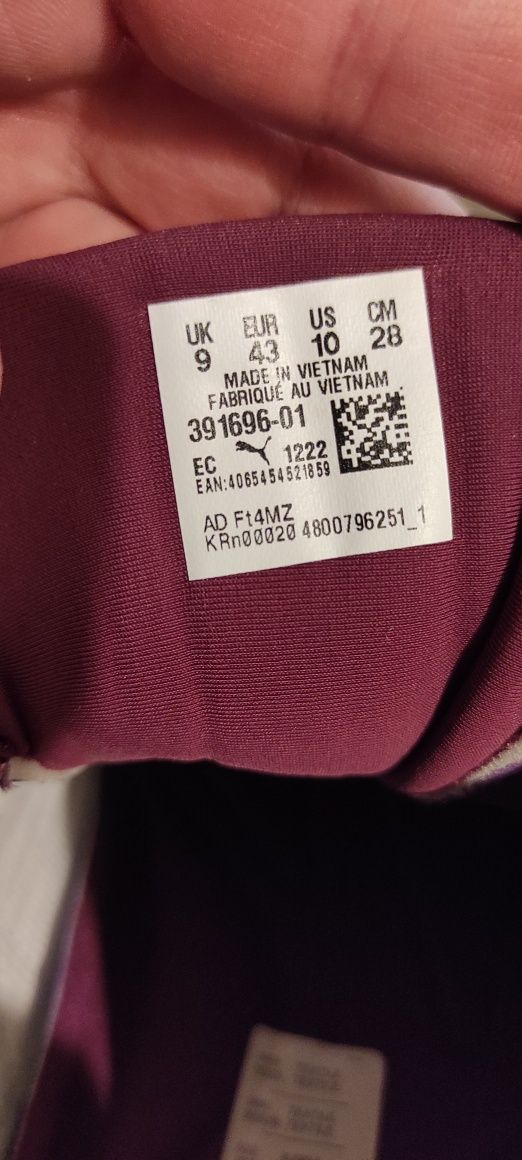 UK EUR US CM
9 43 10 28
MADE IN VIETNAM
FABRIQUÉ AU VIETNAM
391696-01
EC 1222
EAN:4065454521859
AD Ft4MZ
KRn00020 4800796251_1